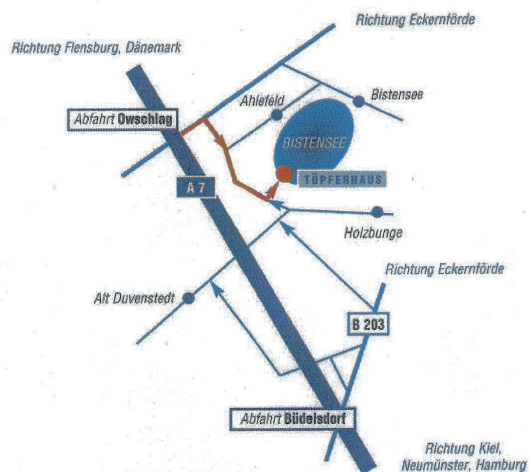 Richtung Eckernförde
Richtung Flensburg, Dänemark
Ahlefeld
Bistensee
Abfahrt Owschlag
BISTENSEE
TÖPFERHAUS
A 7
Holzbunge
Richtung Eckernförde
Alt Duvenstedt
B 203
Abfahrt Büdelsdorf
Richtung Kiel,
Neumünster, Hamburg